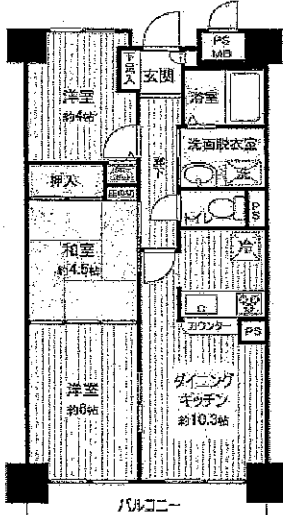 PS
MB
下足入
玄関
浴室
洋室
約4帖
廊下
洗面脱衣室
洗
押入
トイレ
PS
和室
約4.5帖
冷
カウンター
PS
洋室
約6帖
ダイニング
キッチン
約10.3帖
バルコニー